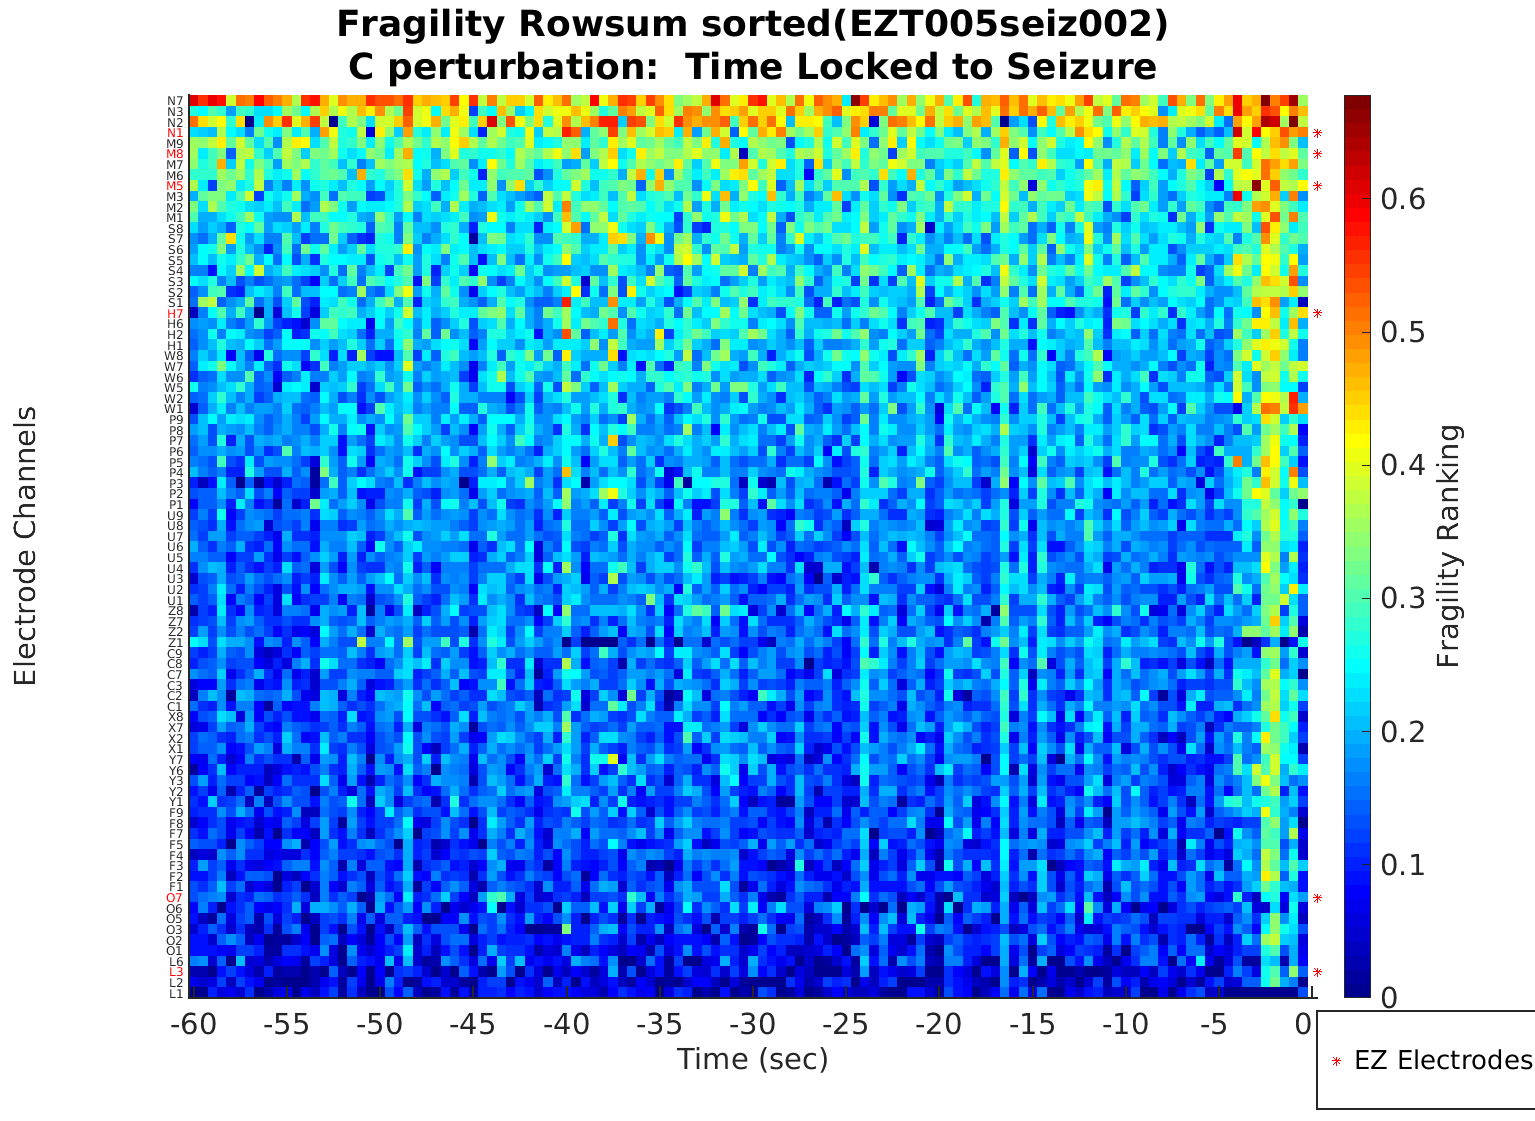 Fragility Rowsum sorted(EZT005seiz002)
C perturbation:  Time Locked to Seizure
Electrode Channels
N7
N3
N2
N1
M9
M8
M7
M6
M5
M3
M2
M1
S8
S7
S6
S5
S4
S3
S2
S1
H7
H6
H2
H1
W8
W7
W6
W5
W2
W1
P9
P8
P7
P6
P5
P4
P3
P2
P1
U9
U8
U7
U6
U5
U4
U3
U2
U1
Z8
Z7
Z2
Z1
C9
C8
C7
C3
C2
C1
X8
X7
X2
X1
Y7
Y6
Y3
Y2
Y1
F9
F8
F7
F5
F4
F3
F2
F1
O7
O6
O5
O3
O2
O1
L6
L3
L2
L1
-60 -55 -50 -45 -40 -35 -30 -25 -20 -15 -10 -5 0
Time (sec)
0.6
0.5
0.4
0.3
0.2
0.1
0
Fragility Ranking
EZ Electrodes